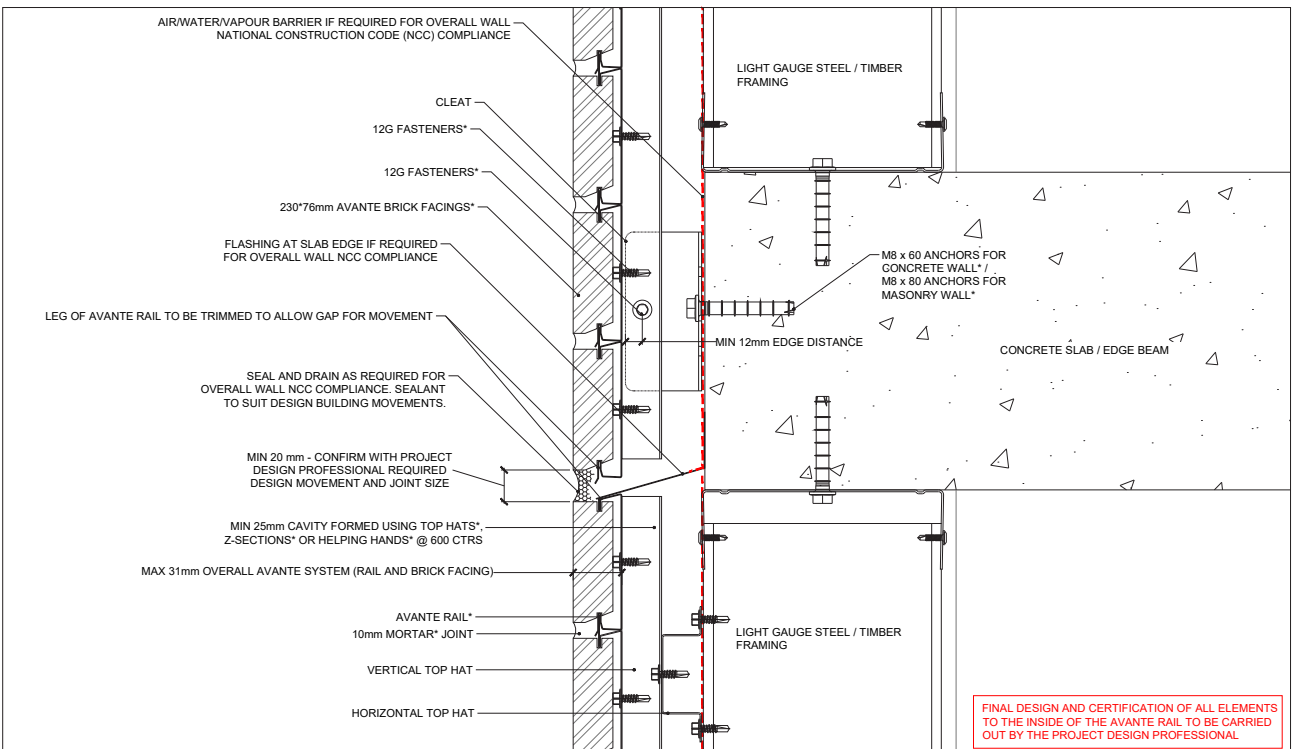 AIR/WATER/VAPOUR BARRIER IF REQUIRED FOR OVERALL WALL
NATIONAL CONSTRUCTION CODE (NCC) COMPLIANCE
CLEAT
12G FASTENERS*
12G FASTENERS*
230*76mm AVANTE BRICK FACINGS*
FLASHING AT SLAB EDGE IF REQUIRED
FOR OVERALL WALL NCC COMPLIANCE
LEG OF AVANTE RAIL TO BE TRIMMED TO ALLOW GAP FOR MOVEMENT
SEAL AND DRAIN AS REQUIRED FOR
OVERALL WALL NCC COMPLIANCE. SEALANT
TO SUIT DESIGN BUILDING MOVEMENTS.
MIN 20 mm - CONFIRM WITH PROJECT
DESIGN PROFESSIONAL REQUIRED
DESIGN MOVEMENT AND JOINT SIZE
MIN 25mm CAVITY FORMED USING TOP HATS*,
Z-SECTIONS* OR HELPING HANDS* @ 600 CTRS
MAX 31mm OVERALL AVANTE SYSTEM (RAIL AND BRICK FACING)
AVANTE RAIL*
10mm MORTAR* JOINT
VERTICAL TOP HAT
HORIZONTAL TOP HAT
LIGHT GAUGE STEEL / TIMBER
FRAMING
M8 x 60 ANCHORS FOR
CONCRETE WALL* /
M8 x 80 ANCHORS FOR
MASONRY WALL*
MIN 12mm EDGE DISTANCE
CONCRETE SLAB / EDGE BEAM
LIGHT GAUGE STEEL / TIMBER
FRAMING
FINAL DESIGN AND CERTIFICATION OF ALL ELEMENTS
TO THE INSIDE OF THE AVANTE RAIL TO BE CARRIED
OUT BY THE PROJECT DESIGN PROFESSIONAL